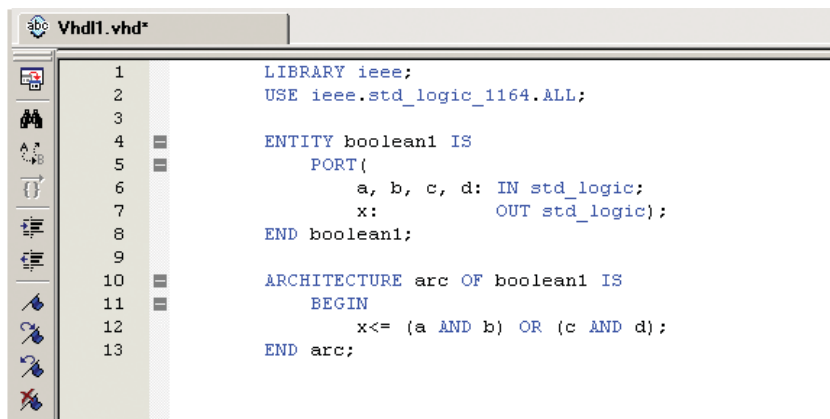 Vhdl1.vhd*
1 LIBRARY ieee;
2 USE ieee.std_logic_1164.ALL;
3
4 ENTITY boolean1 IS
5 PORT(
6 a, b, c, d: IN std_logic;
7 x: OUT std_logic);
8 END boolean1;
9
10 ARCHITECTURE arc OF boolean1 IS
11 BEGIN
12 x<= (a AND b) OR (c AND d);
13 END arc;